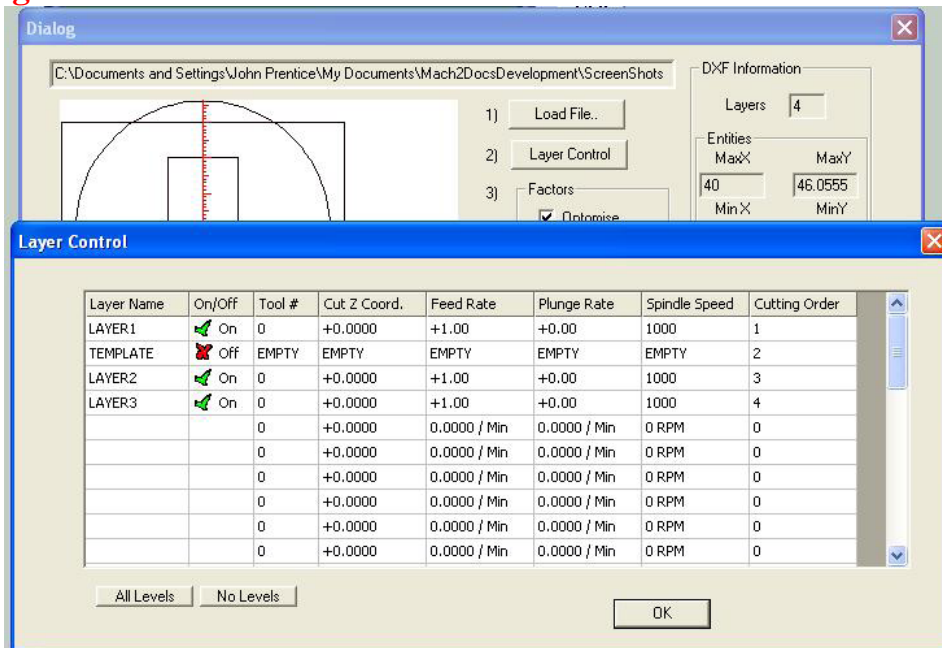 Dialog
C:\Documents and Settings\John Prentice\My Documents\Mach2DocsDevelopment\ScreenShots
DXF Information
1) Load File..
Layers 4
2) Layer Control
Entities
MaxX MaxY
3) Factors
40 46.0555
Optomise
MinX MinY
Layer Control
Layer Name On/Off Tool # Cut Z Coord. Feed Rate Plunge Rate Spindle Speed Cutting Order
LAYER1 On 0 +0.0000 +1.00 +0.00 1000 1
TEMPLATE Off EMPTY EMPTY EMPTY EMPTY EMPTY 2
LAYER2 On 0 +0.0000 +1.00 +0.00 1000 3
LAYER3 On 0 +0.0000 +1.00 +0.00 1000 4
0 +0.0000 0.0000 / Min 0.0000 / Min 0 RPM 0
0 +0.0000 0.0000 / Min 0.0000 / Min 0 RPM 0
0 +0.0000 0.0000 / Min 0.0000 / Min 0 RPM 0
0 +0.0000 0.0000 / Min 0.0000 / Min 0 RPM 0
0 +0.0000 0.0000 / Min 0.0000 / Min 0 RPM 0
0 +0.0000 0.0000 / Min 0.0000 / Min 0 RPM 0
All Levels No Levels
OK